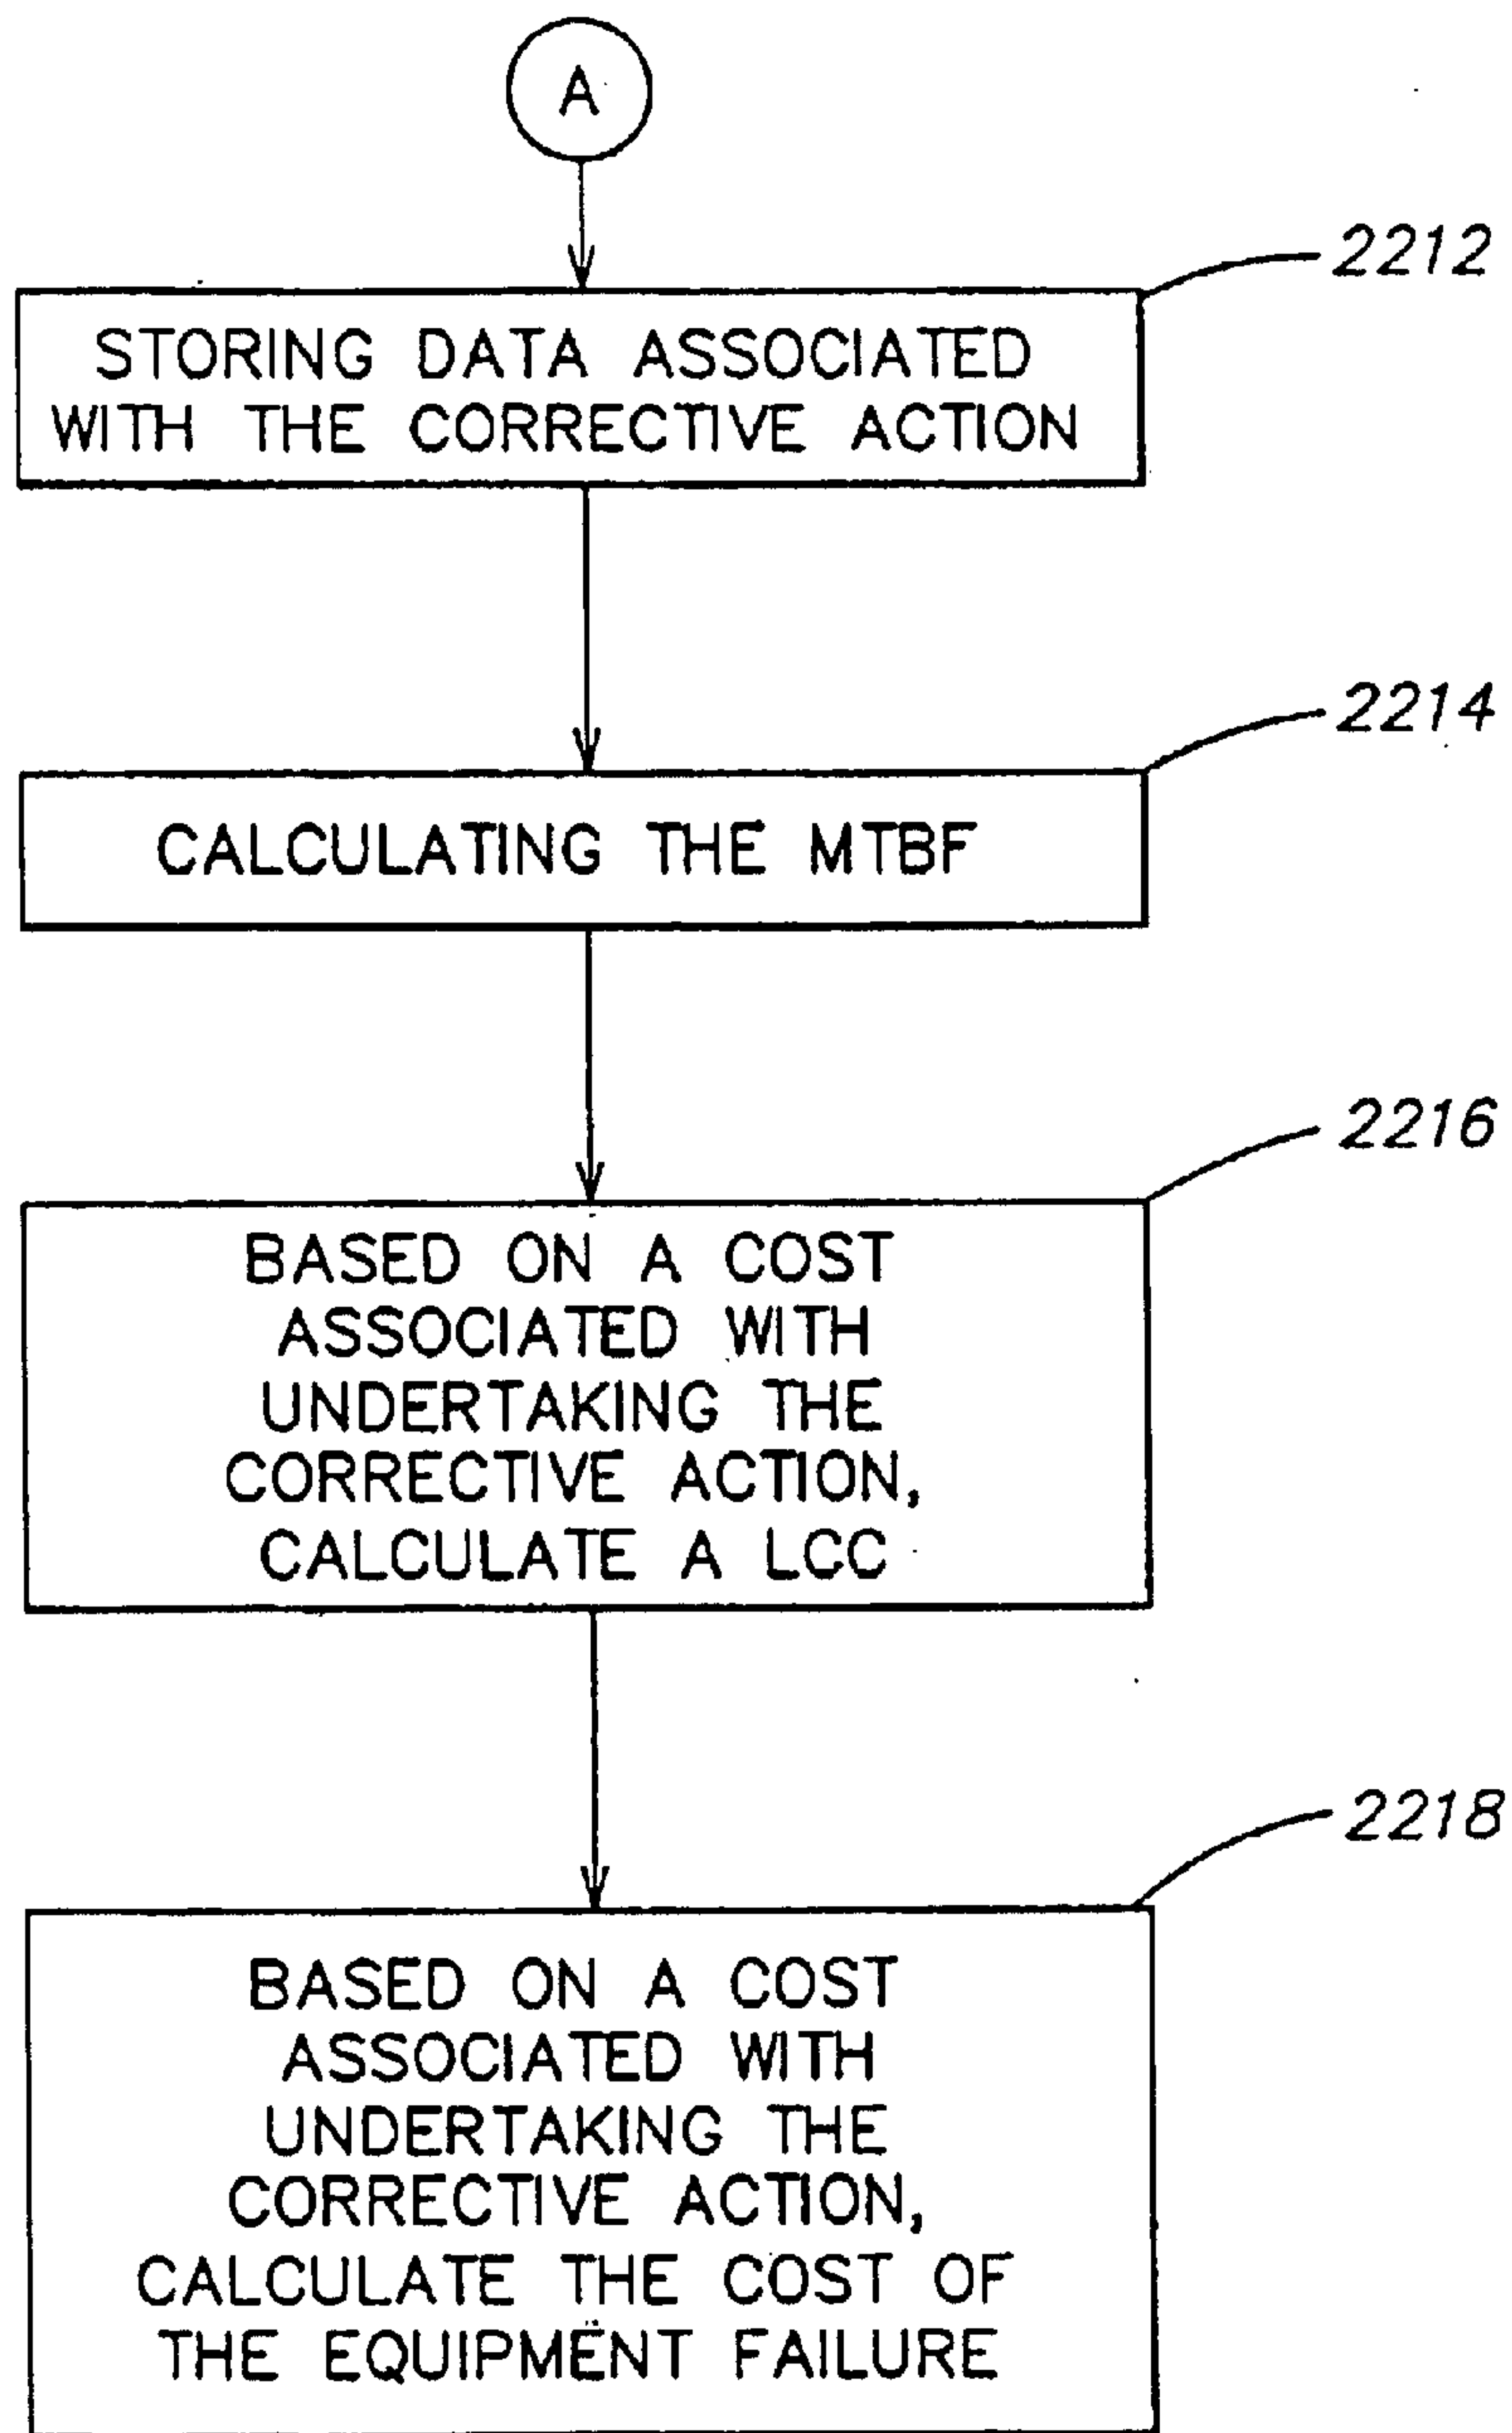 A
2212
STORING DATA ASSOCIATED
WITH THE CORRECTIVE ACTION
2214
CALCULATING THE MTBF
2216
BASED ON A COST
ASSOCIATED WITH
UNDERTAKING THE
CORRECTIVE ACTION,
CALCULATE A LCC
2218
BASED ON A COST
ASSOCIATED WITH
UNDERTAKING THE
CORRECTIVE ACTION,
CALCULATE THE COST OF
THE EQUIPMENT FAILURE